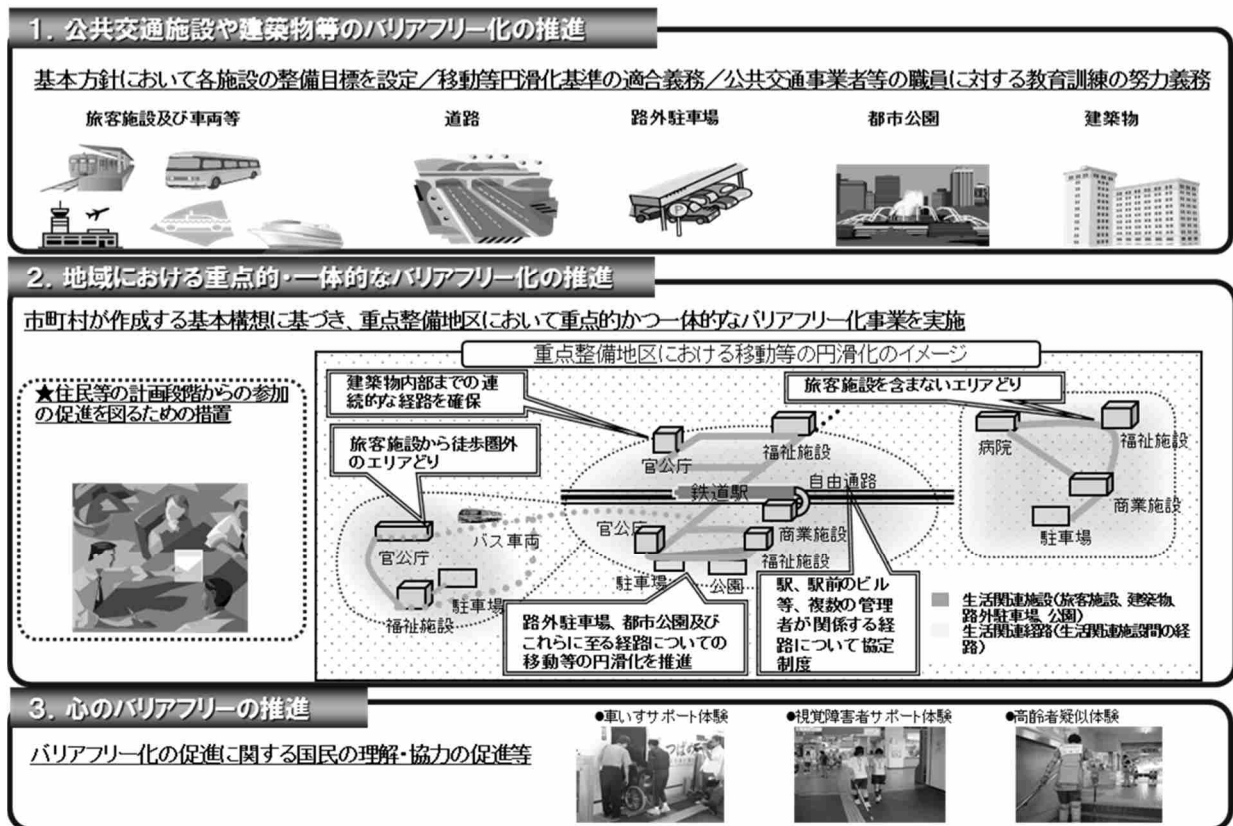 1. 公共交通施設や建築物等のバリアフリー化の推進
基本方針において各施設の整備目標を設定／移動等円滑化基準の適合義務／公共交通事業者等の職員に対する教育訓練の努力義務
旅客施設及び車両等
道路
路外駐車場
都市公園
建築物
P
2. 地域における重点的・一体的なバリアフリー化の推進
市町村が作成する基本構想に基づき、重点整備地区において重点的かつ一体的なバリアフリー化事業を実施
★住民等の計画段階からの参加
の促進を図るための措置
重点整備地区における移動等の円滑化のイメージ
建築物内部までの連
続的な経路を確保
旅客施設から徒歩圏外
のエリアどり
旅客施設を含まないエリアどり
官公庁
福祉施設
自由通路
鉄道駅
官公庁
商業施設
福祉施設
駐車場
公園
官公庁
バス車両
駐車場
福祉施設
病院
福祉施設
商業施設
駐車場
路外駐車場、都市公園及び
これらに至る経路についての
移動等の円滑化を推進
駅、駅前のビル
等、複数の管理
者が関係する経
路について協定
制度
生活関連施設(旅客施設、建築物、
路外駐車場、公園)
生活関連経路(生活関連施設間の経
路)
3. 心のバリアフリーの推進
バリアフリー化の促進に関する国民の理解・協力の促進等
●車いすサポート体験
●視覚障害者サポート体験
●高齢者疑似体験